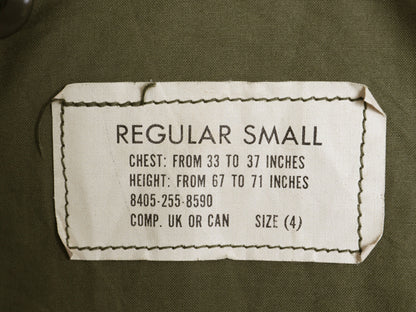 REGULAR SMALL
CHEST: FROM 33 TO 37 INCHES
HEIGHT: FROM 67 TO 71 INCHES
8405-255-8590
COMP. UK OR CAN SIZE (4)